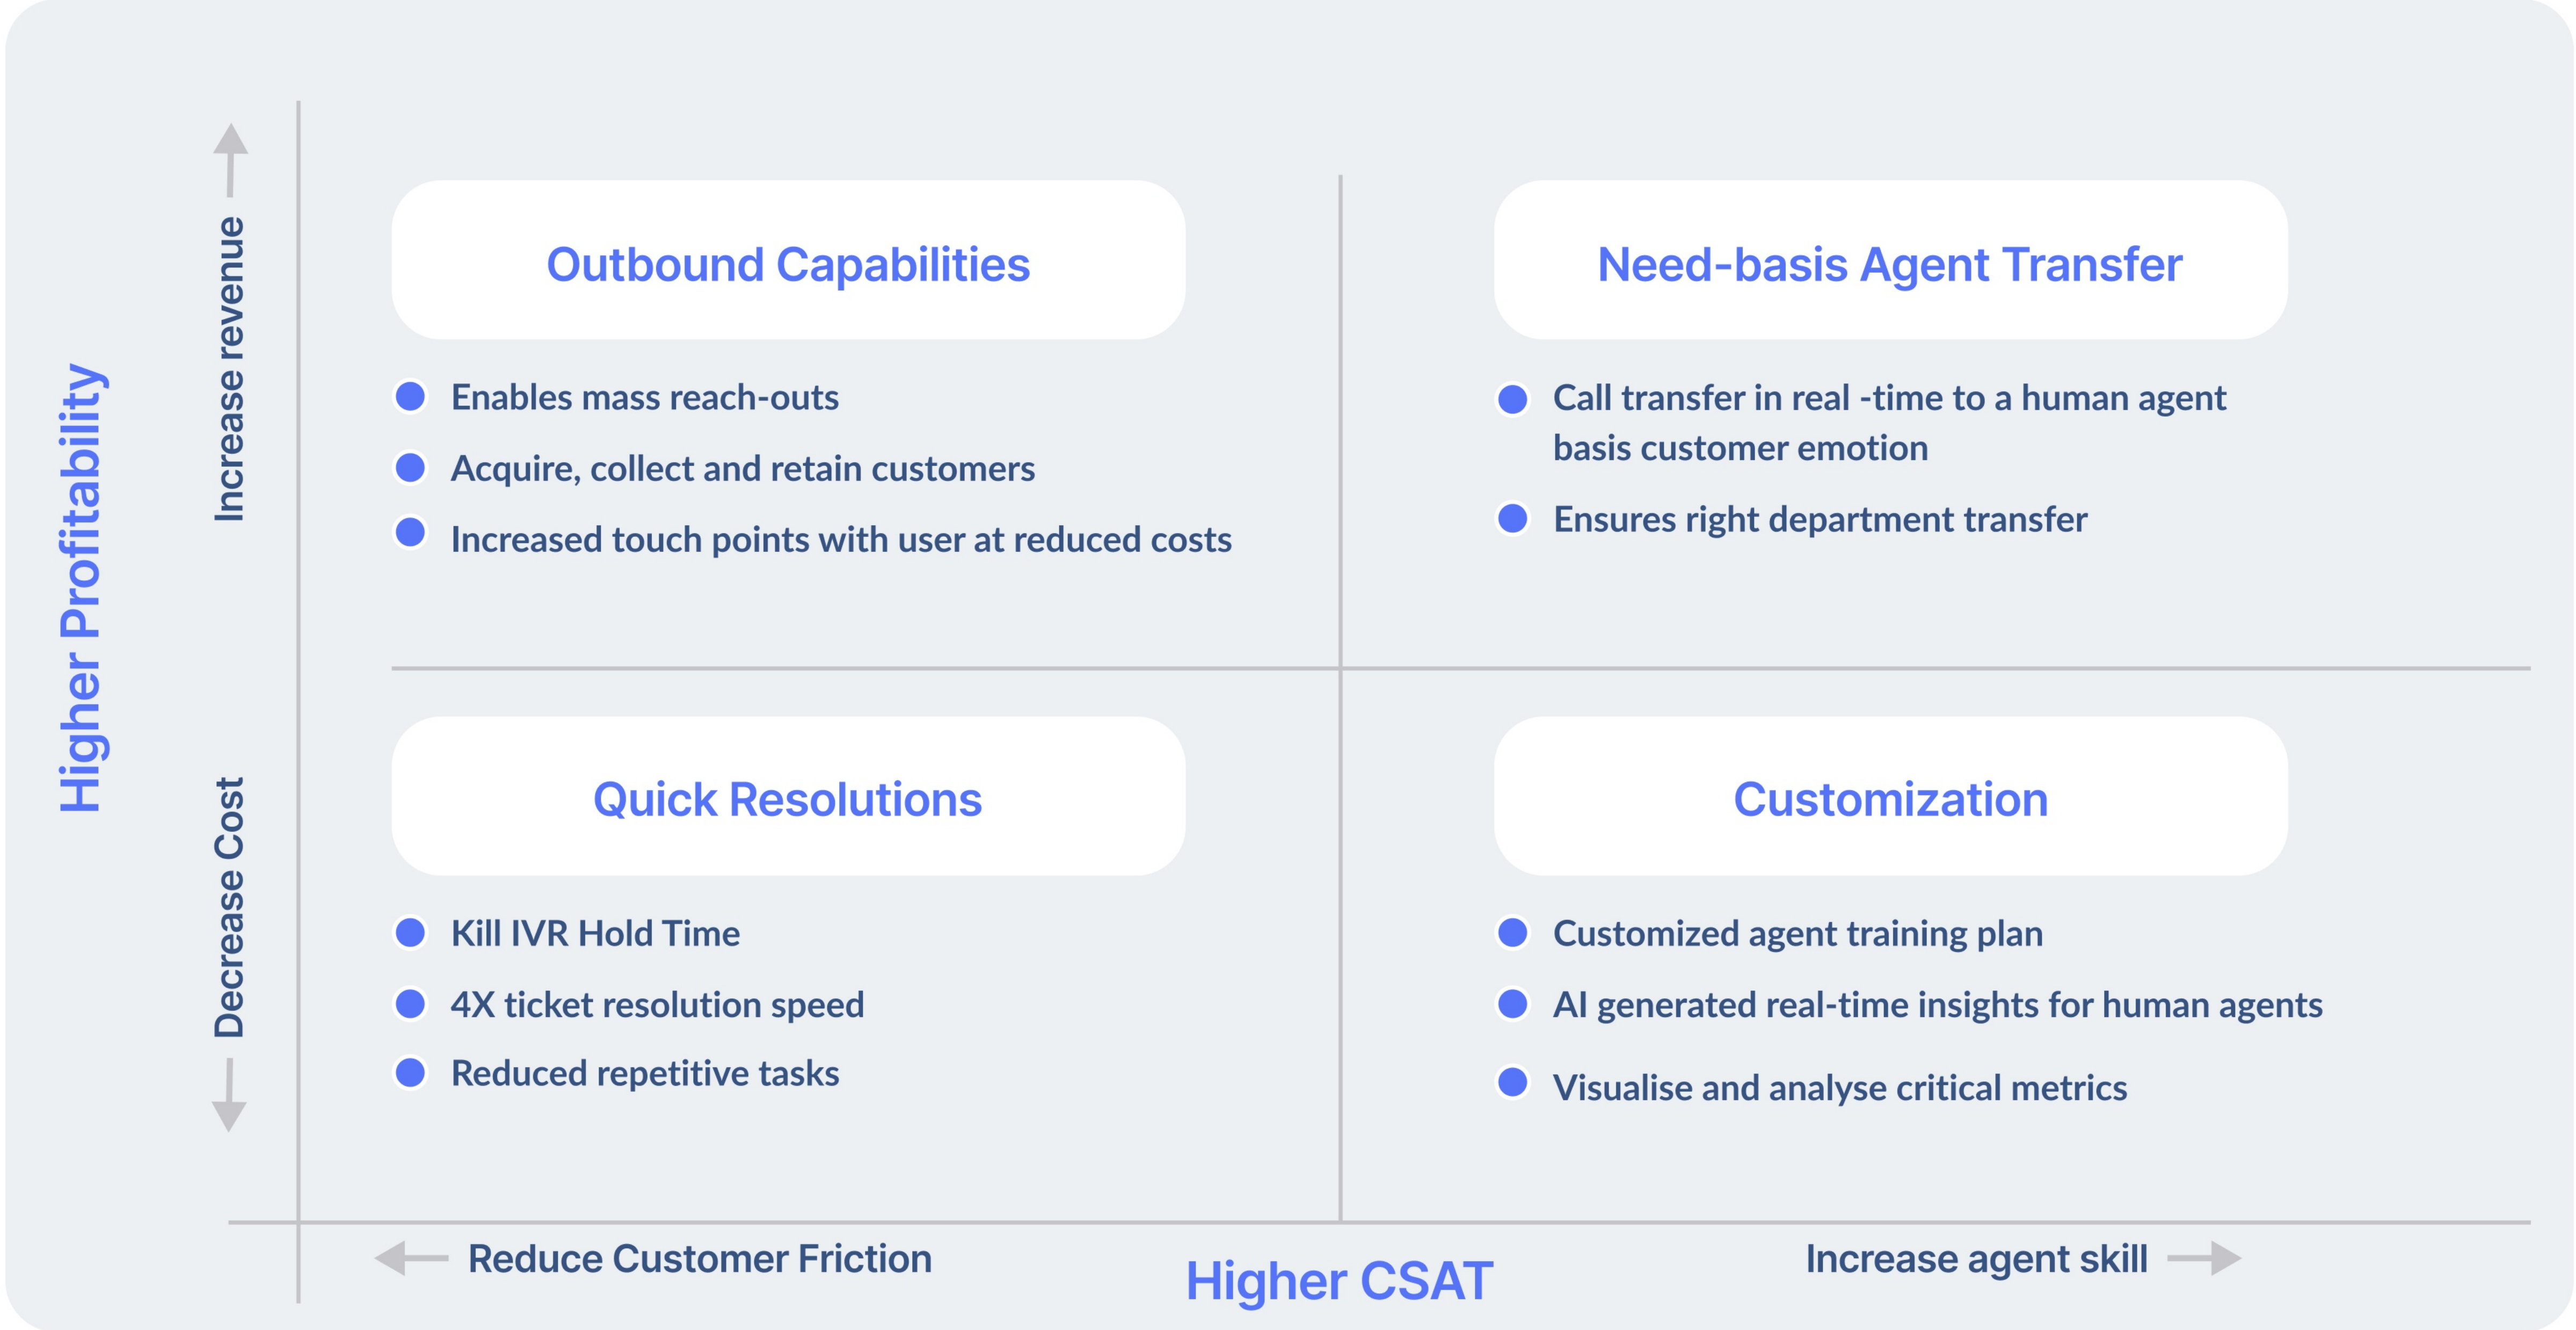 Higher Profitability
Increase revenue
Decrease Cost
Outbound Capabilities
Enables mass reach-outs
Acquire, collect and retain customers
Increased touch points with user at reduced costs
Need-basis Agent Transfer
Call transfer in real -time to a human agent
basis customer emotion
Ensures right department transfer
Quick Resolutions
Kill IVR Hold Time
4X ticket resolution speed
Reduced repetitive tasks
Customization
Customized agent training plan
AI generated real-time insights for human agents
Visualise and analyse critical metrics
Reduce Customer Friction
Higher CSAT
Increase agent skill